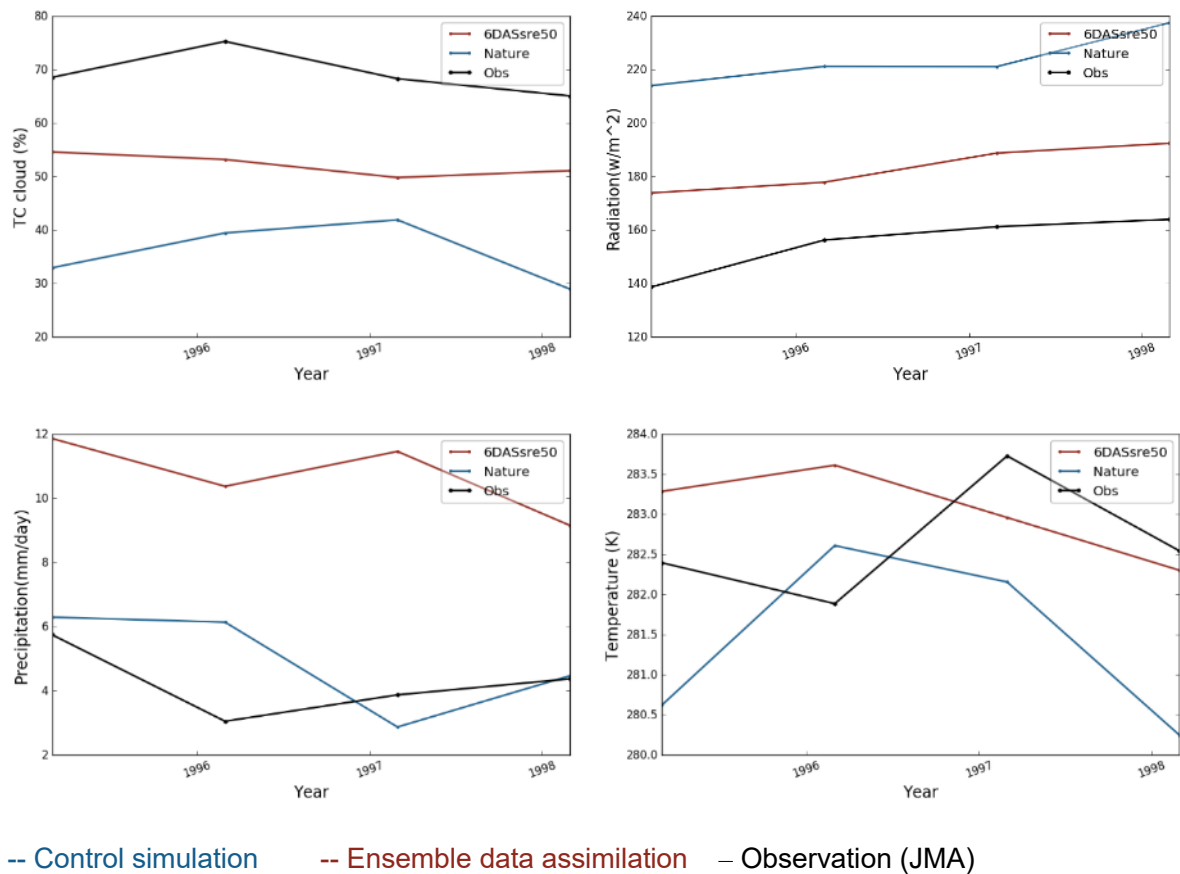 80
70
60
50
40
30
20
TC cloud (%)
6DASsre50
Nature
Obs
1996
1997
1998
Year
240
220
200
180
160
140
120
Radiation(w/m^2)
6DASsre50
Nature
Obs
1996
1997
1998
Year
12
10
8
6
4
2
Precipitation(mm/day)
6DASsre50
Nature
Obs
1996
1997
1998
Year
284.0
283.5
283.0
282.5
282.0
281.5
281.0
280.5
280.0
Temperature (K)
6DASsre50
Nature
Obs
1996
1997
1998
Year
-- Control simulation -- Ensemble data assimilation – Observation (JMA)